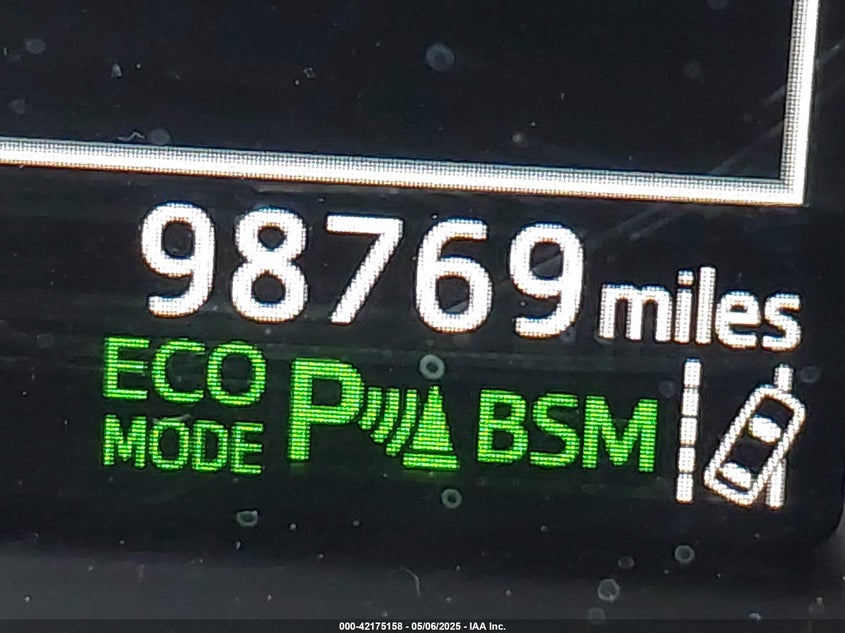 98769 miles
ECO
MODE
P
BSM
000-42175158 - 05/06/2025 - IAA Inc.